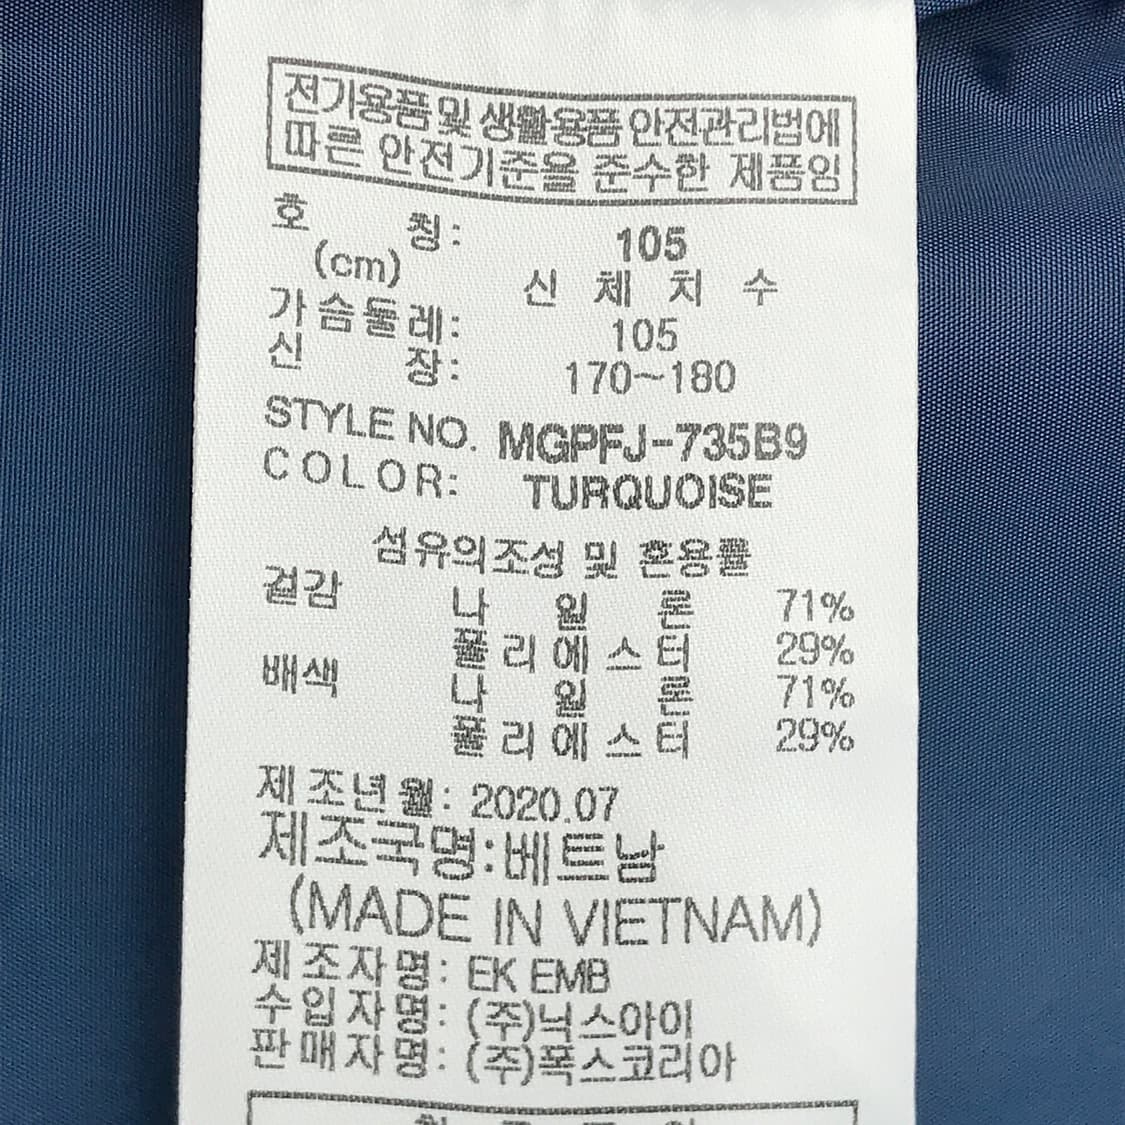 전기용품 및 생활용품 안전관리법에
따른 안전기준을 준수한 제품임
호 칭: 105
(cm) 신 체 치 수
가슴둘레: 105
신 장: 170~180
STYLE NO. MGPFJ-735B9
COLOR: TURQUOISE
섬유의조성 및 혼용률
겉감 나 일 론 71%
폴리에스터 29%
배색 나 일 론 71%
폴리에스터 29%
제조년월: 2020.07
제조국명:베트남
(MADE IN VIETNAM)
제조자명: EK EMB
수입자명: (주)닉스아이
판매자명: (주)폭스코리아